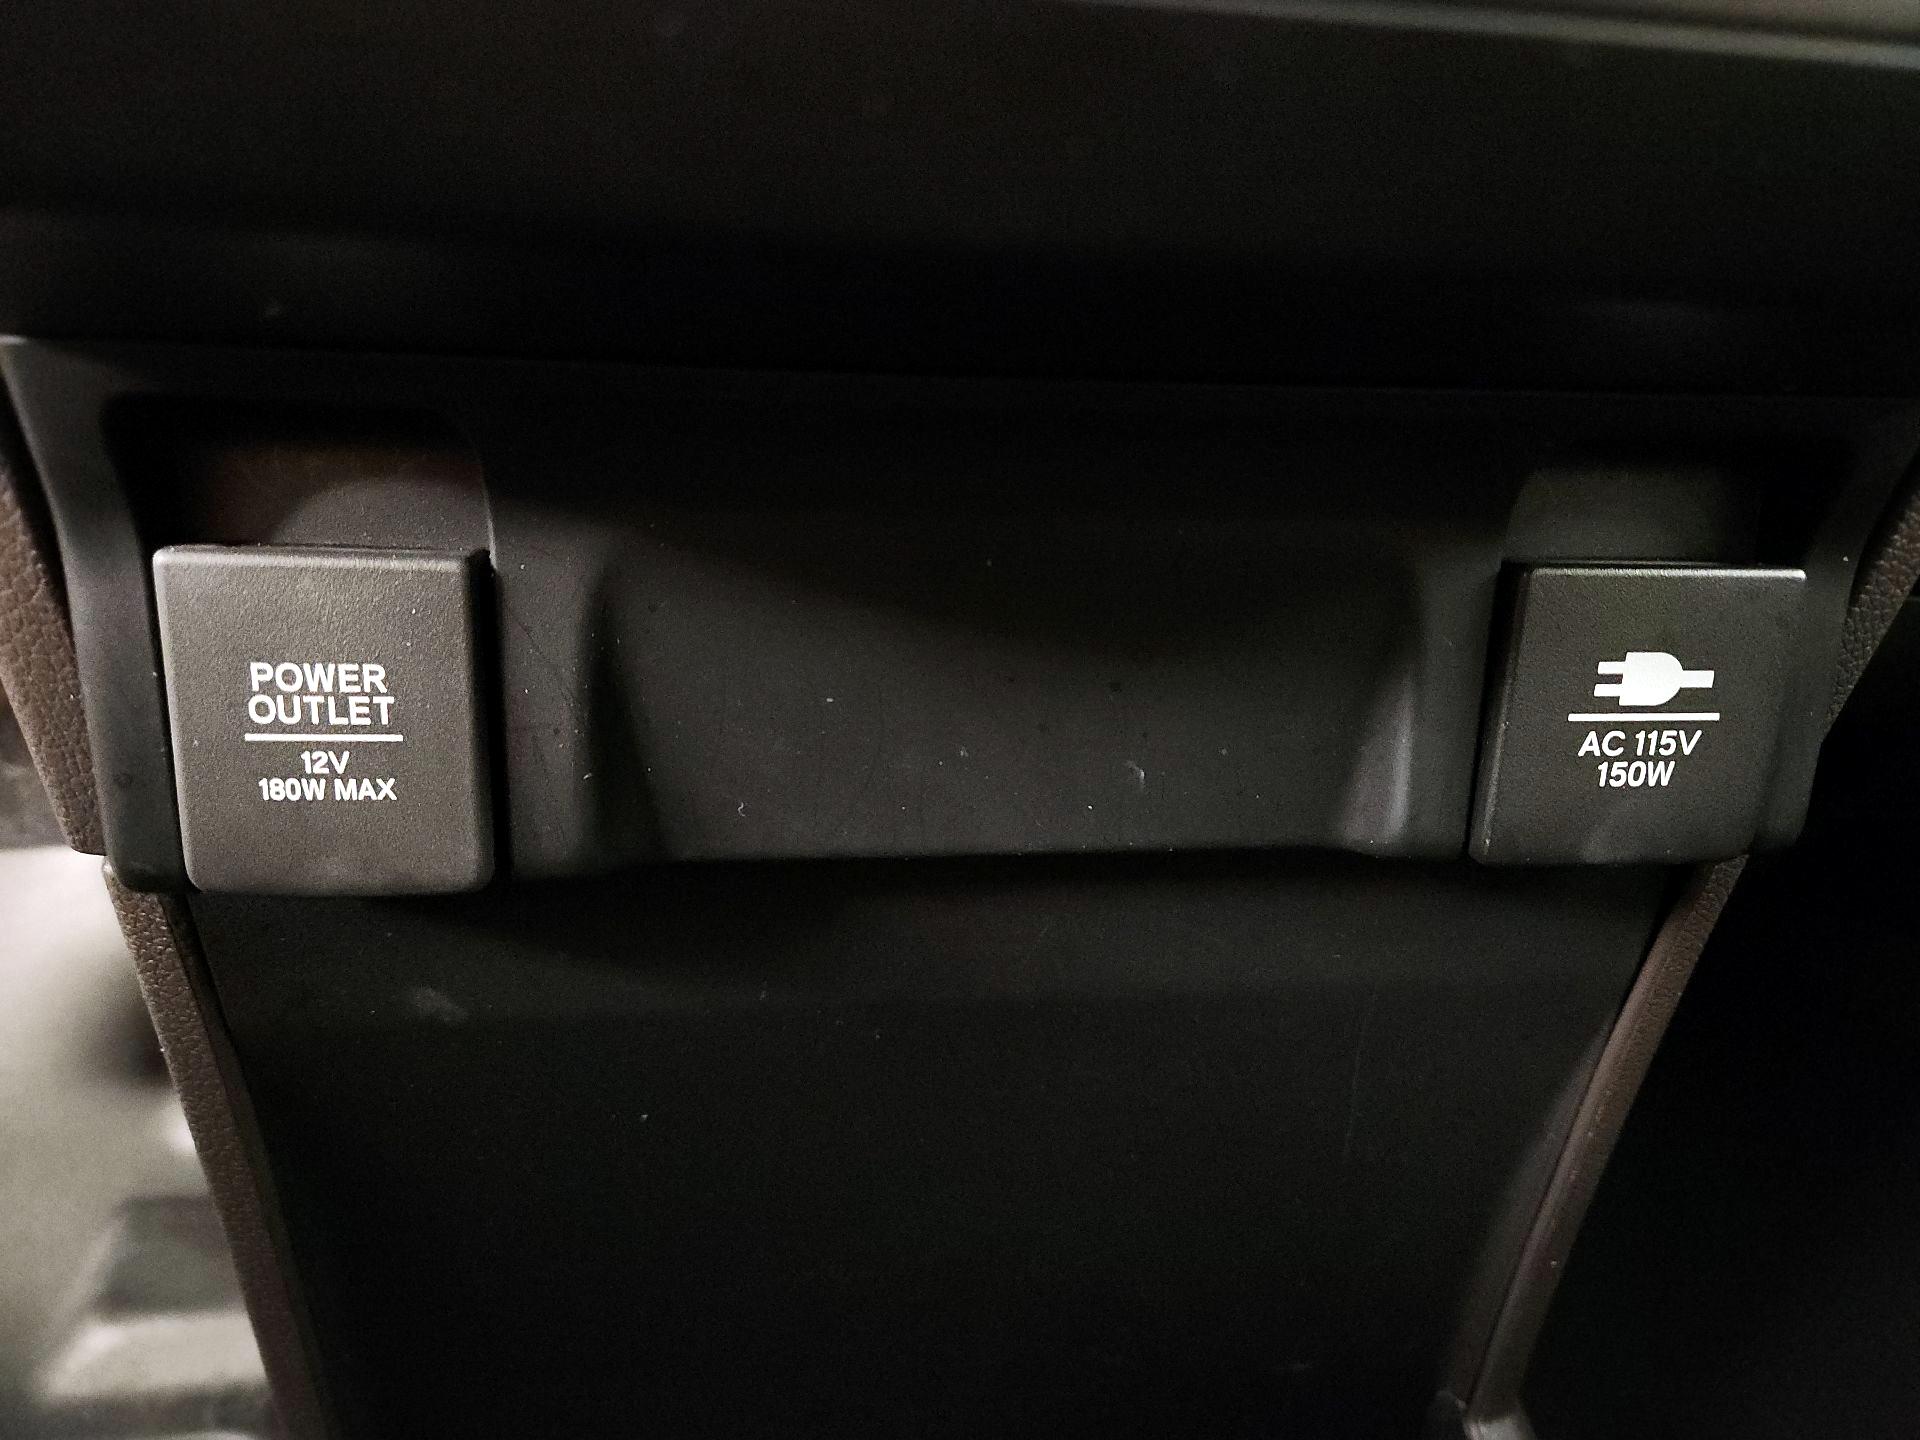 POWER
OUTLET
12V
180W MAX
AC 115V
150W